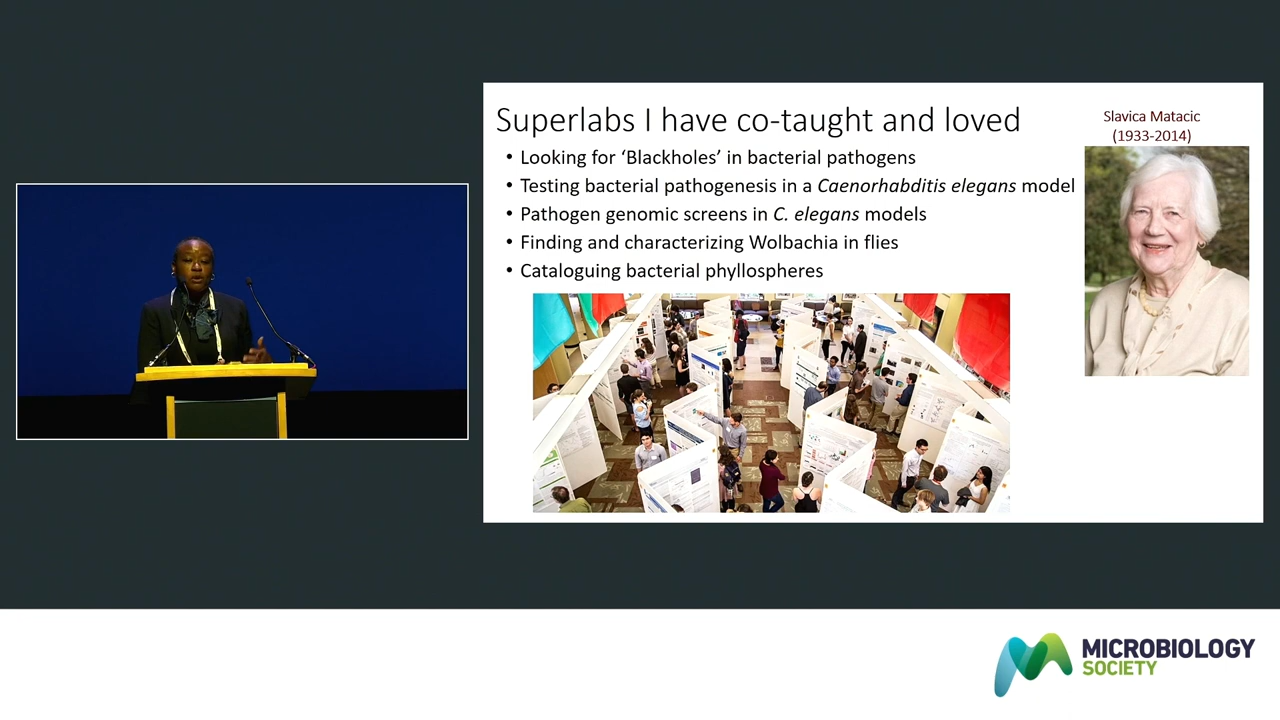 Superlabs I have co-taught and loved
• Looking for ‘Blackholes’ in bacterial pathogens
• Testing bacterial pathogenesis in a Caenorhabditis elegans model
• Pathogen genomic screens in C. elegans models
• Finding and characterizing Wolbachia in flies
• Cataloguing bacterial phyllospheres
Slavica Matacic
(1933-2014)
MICROBIOLOGY
SOCIETY